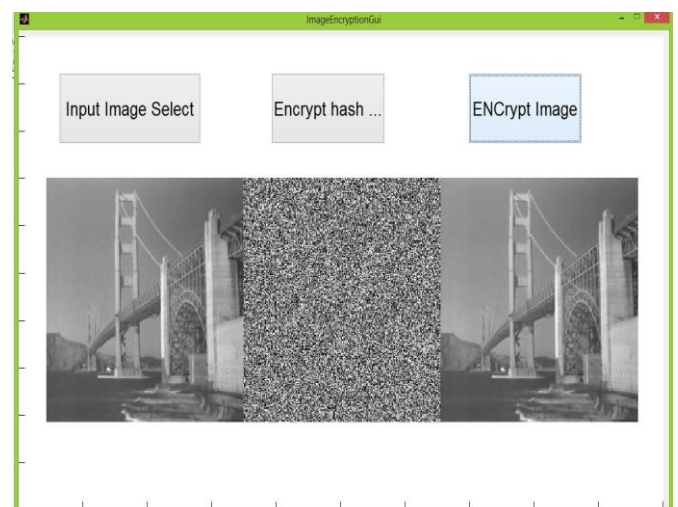 ImageEncryptionGui
Input Image Select
Encrypt hash ...
ENCrypt Image